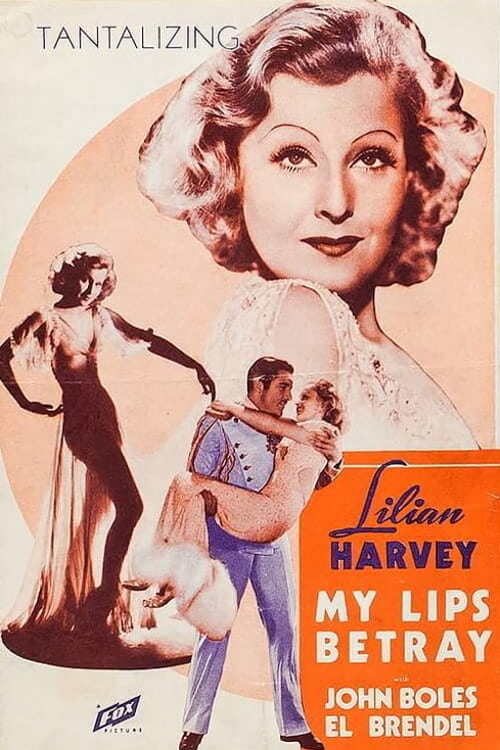 TANTALIZING
Lilian
HARVEY
MY LIPS
BETRAY
with
JOHN BOLES
EL BRENDEL
A
FOX
PICTURE